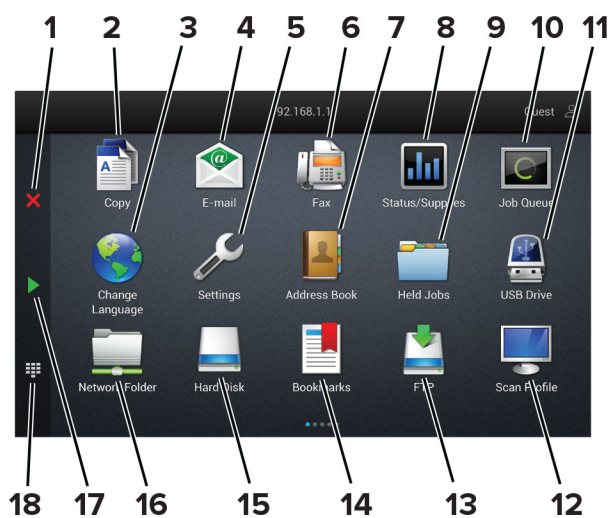 1 2 3 4 5 6 7 8 9 10 11
92.168.1.1 Guest
Copy E-mail Fax Status/Supplies Job Queue
Change
Language Settings Address Book Held Jobs USB Drive
Network Folder Hard Disk Bookmarks FTP Scan Profile
18 17 16 15 14 13 12